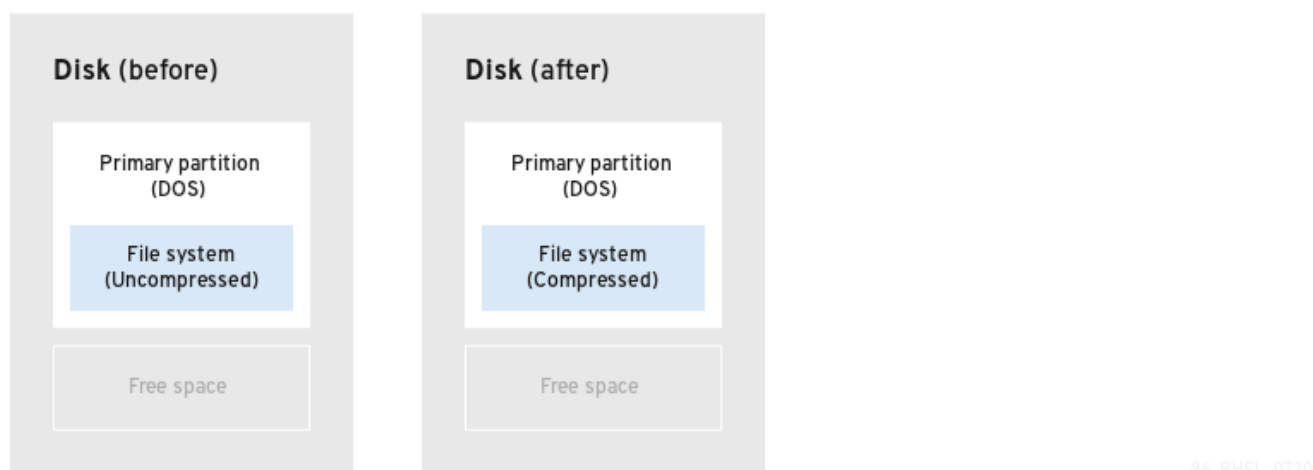 Disk (before)
Primary partition
(DOS)
File system
(Uncompressed)
Free space
Disk (after)
Primary partition
(DOS)
File system
(Compressed)
Free space
96_RHEL_0720